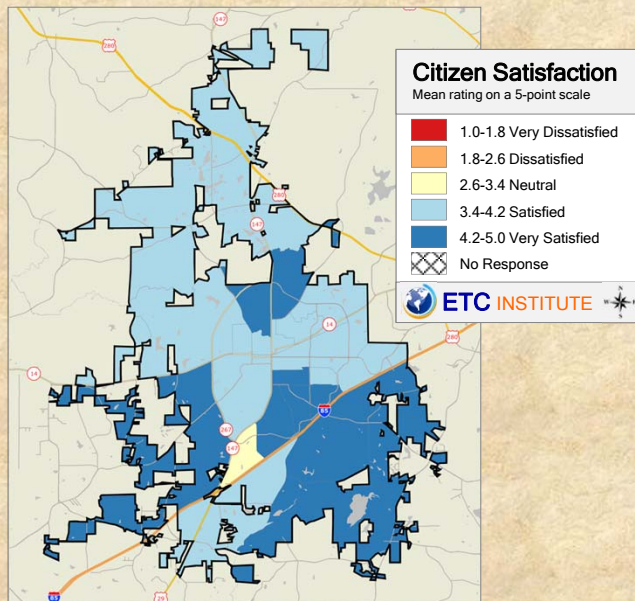 147
280
Citizen Satisfaction
Mean rating on a 5-point scale
1.0-1.8 Very Dissatisfied
1.8-2.6 Dissatisfied
2.6-3.4 Neutral
3.4-4.2 Satisfied
4.2-5.0 Very Satisfied
No Response
ETC INSTITUTE
N
W
S
280
147
14
280
14
85
267
147
85
29